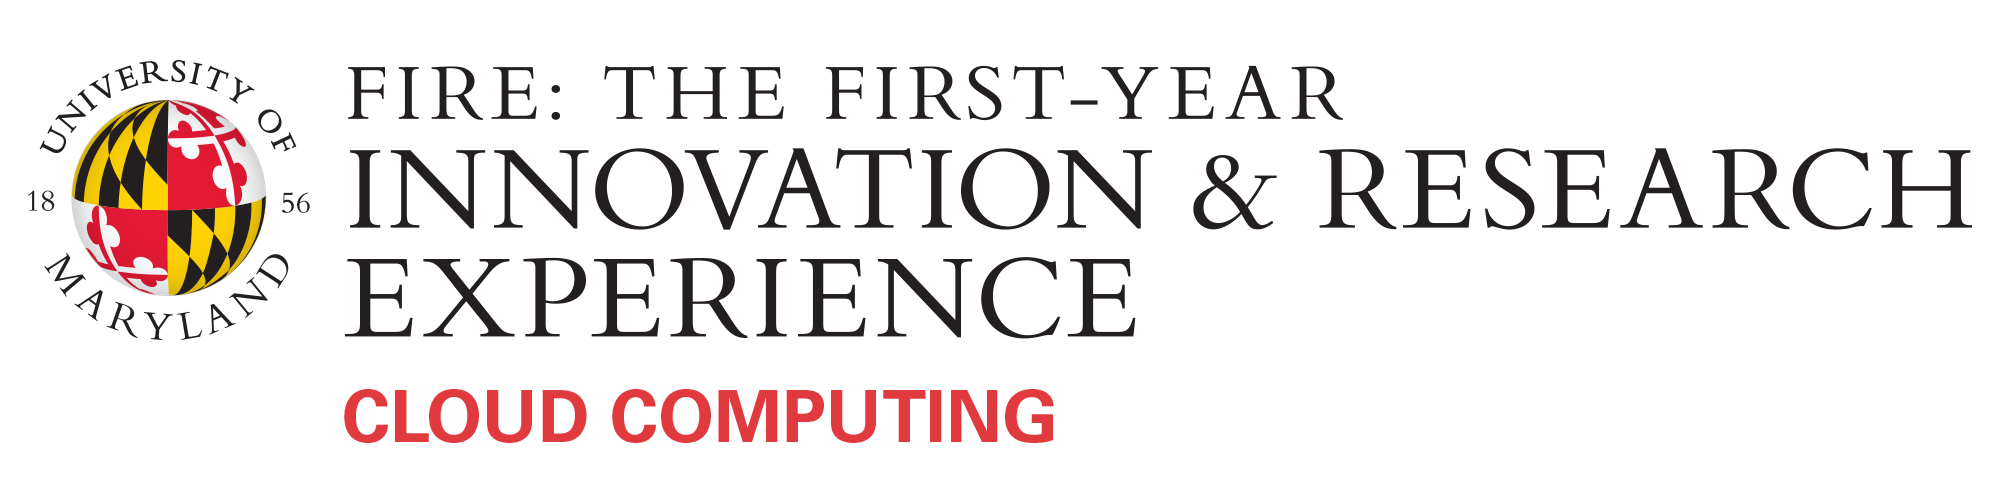 UNIVERSITY OF
18 56
MARYLAND
FIRE: THE FIRST-YEAR
INNOVATION & RESEARCH
EXPERIENCE
CLOUD COMPUTING